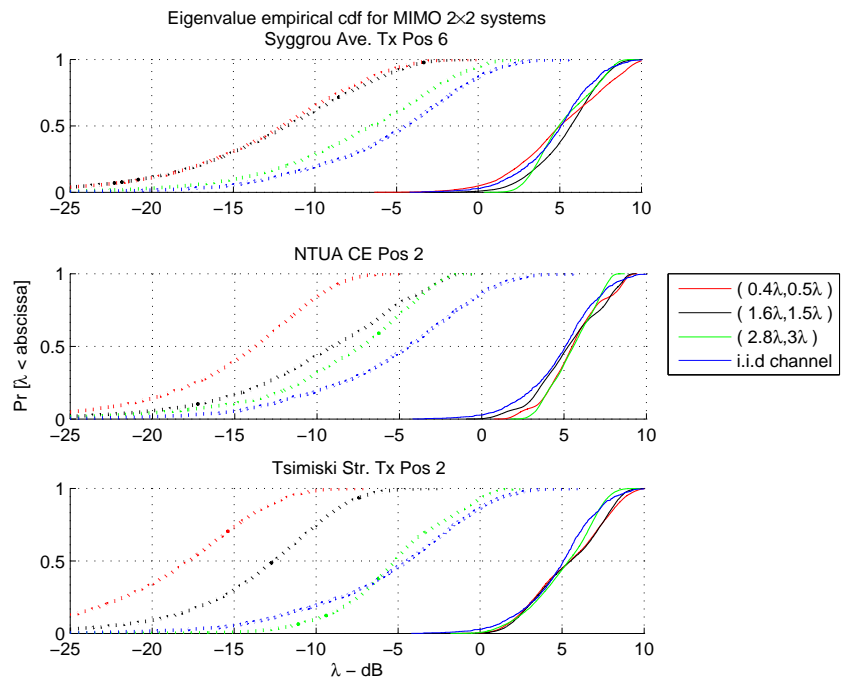 Eigenvalue empirical cdf for MIMO 2×2 systems
Syggrou Ave. Tx Pos 6
1
0.5
0
−25 −20 −15 −10 −5 0 5 10
NTUA CE Pos 2
1
0.5
0
−25 −20 −15 −10 −5 0 5 10
Pr [λ < abscissa]
( 0.4λ,0.5λ )
( 1.6λ,1.5λ )
( 2.8λ,3λ )
i.i.d channel
Tsimiski Str. Tx Pos 2
1
0.5
0
−25 −20 −15 −10 −5 0 5 10
λ − dB